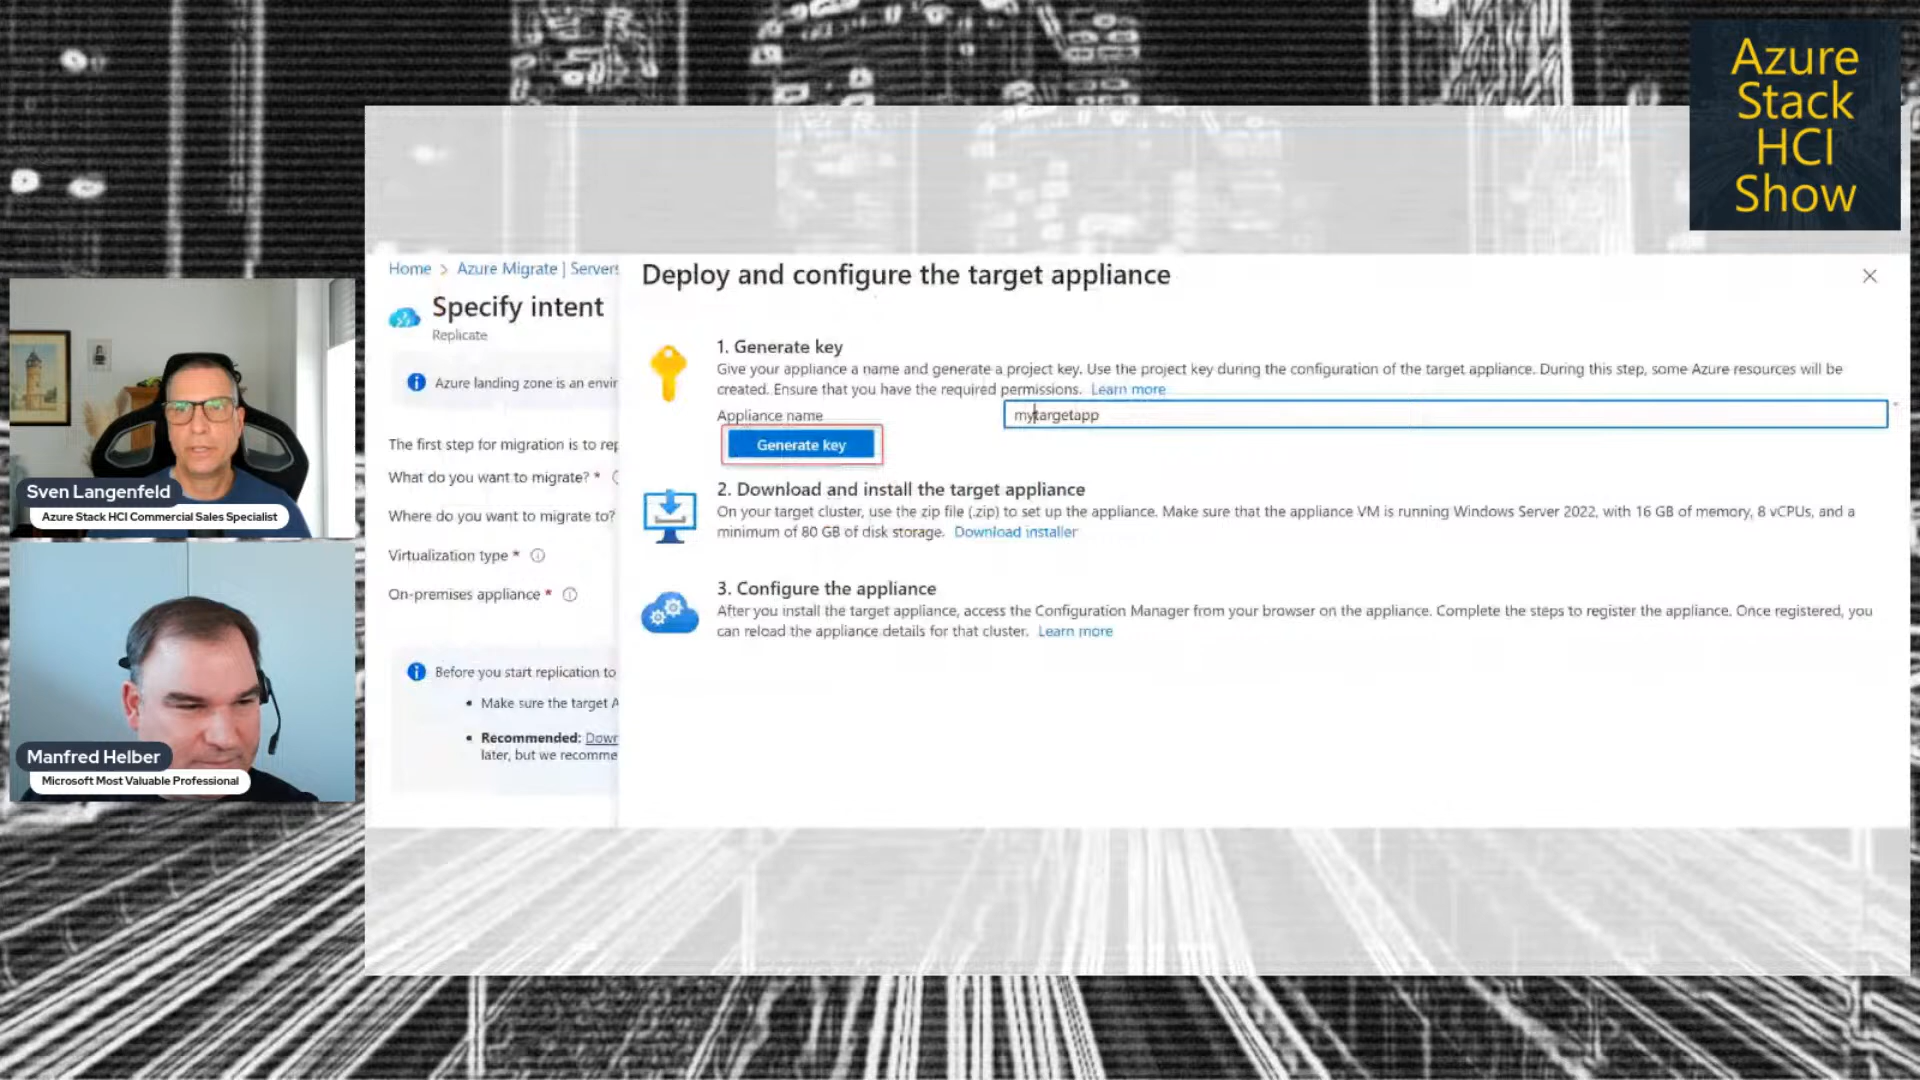 Azure
Stack
HCI
Show
Home > Azure Migrate | Servers
Specify intent
Replicate
Azure landing zone is an envir
The first step for migration is to rep
What do you want to migrate? *
Where do you want to migrate to?
Virtualization type *
On-premises appliance *
Before you start replication to
Make sure the target A
Recommended: Down
later, but we recomme
Deploy and configure the target appliance
1. Generate key
Give your appliance a name and generate a project key. Use the project key during the configuration of the target appliance. During this step, some Azure resources will be
created. Ensure that you have the required permissions. Learn more
Appliance name
mytargetapp
Generate key
2. Download and install the target appliance
On your target cluster, use the zip file (.zip) to set up the appliance. Make sure that the appliance VM is running Windows Server 2022, with 16 GB of memory, 8 vCPUs, and a
minimum of 80 GB of disk storage. Download installer
3. Configure the appliance
After you install the target appliance, access the Configuration Manager from your browser on the appliance. Complete the steps to register the appliance. Once registered, you
can reload the appliance details for that cluster. Learn more
Sven Langenfeld
Azure Stack HCI Commercial Sales Specialist
Manfred Helber
Microsoft Most Valuable Professional